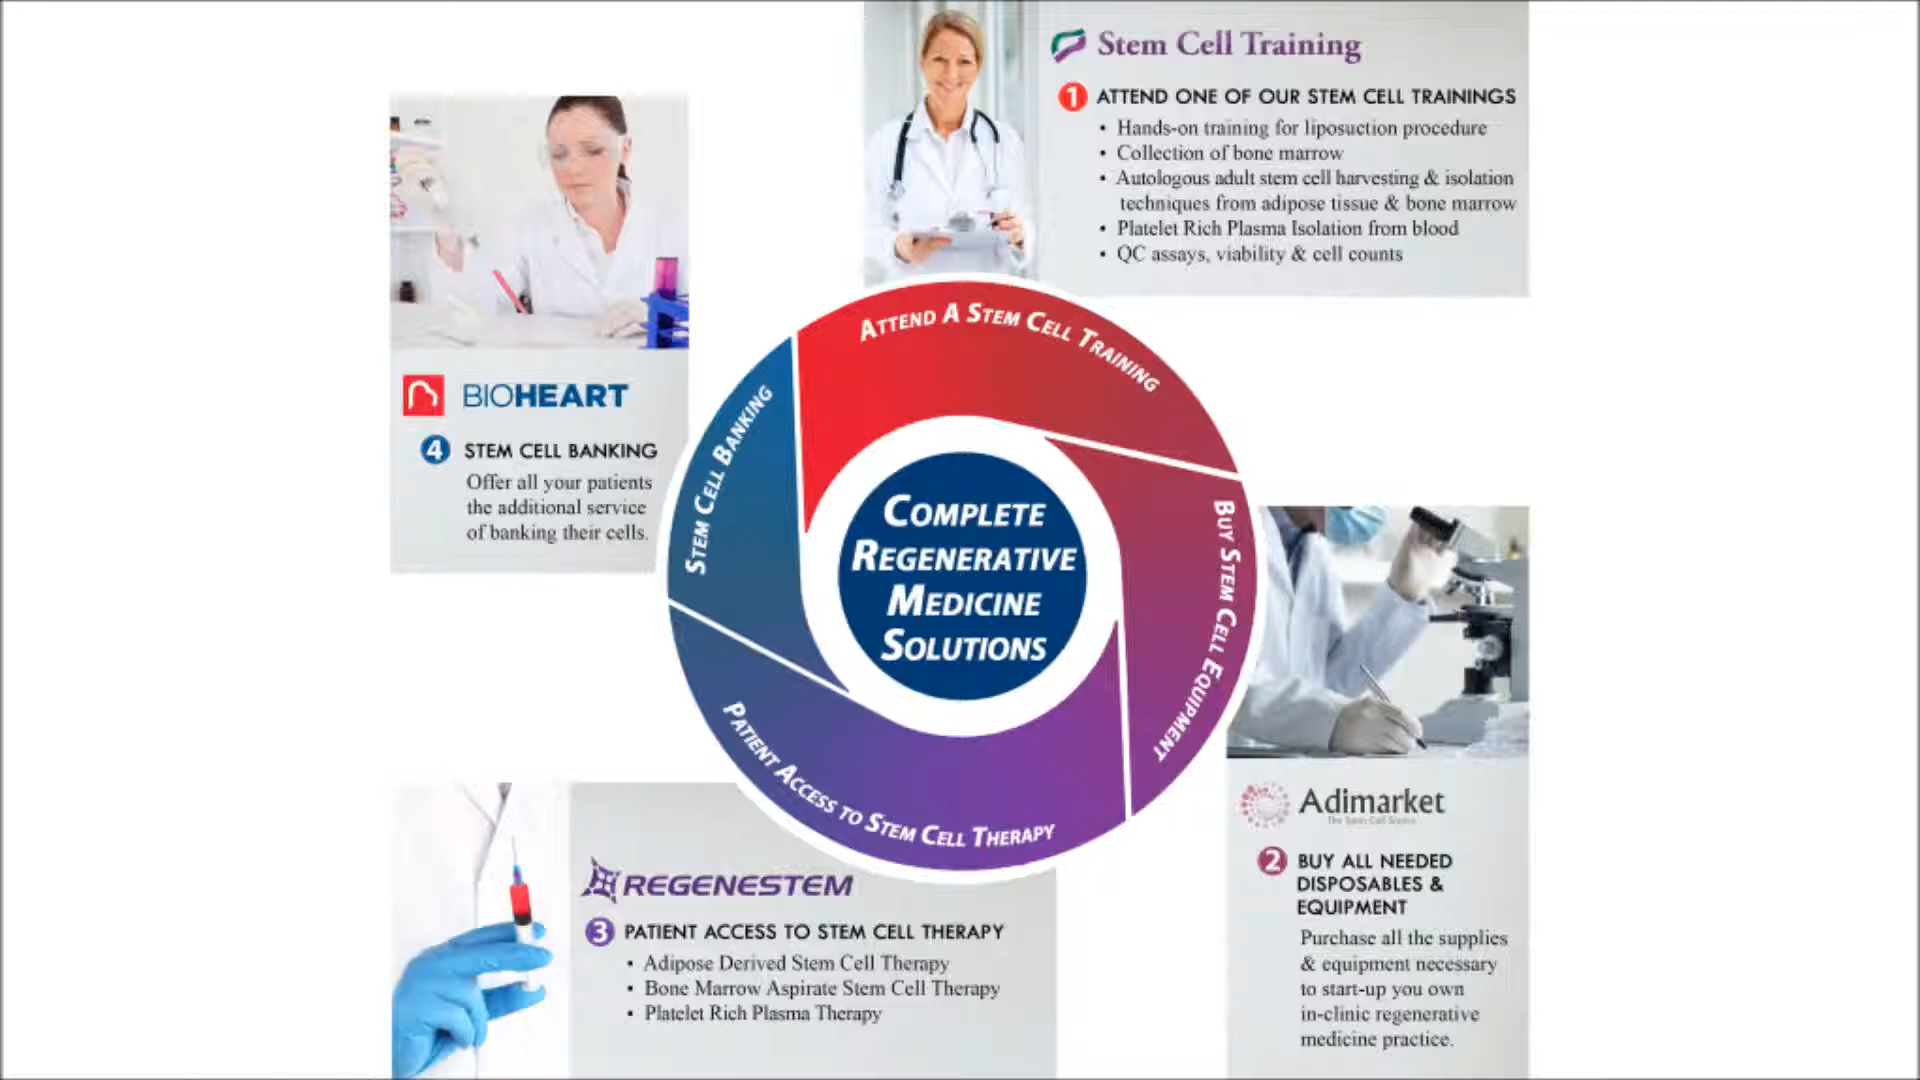 Stem Cell Training
1 ATTEND ONE OF OUR STEM CELL TRAININGS
• Hands-on training for liposuction procedure
• Collection of bone marrow
• Autologous adult stem cell harvesting & isolation
techniques from adipose tissue & bone marrow
• Platelet Rich Plasma Isolation from blood
• QC assays, viability & cell counts
BIOHEART
4 STEM CELL BANKING
Offer all your patients
the additional service
of banking their cells.
ATTEND A STEM CELL TRAINING
BUY STEM CELL EQUIPMENT
PATIENT ACCESS TO STEM CELL THERAPY
STEM CELL BANKING
COMPLETE
REGENERATIVE
MEDICINE
SOLUTIONS
Adimarket
The Stem Cell Source
2 BUY ALL NEEDED
DISPOSABLES &
EQUIPMENT
Purchase all the supplies
& equipment necessary
to start-up you own
in-clinic regenerative
medicine practice.
REGENESTEM
3 PATIENT ACCESS TO STEM CELL THERAPY
• Adipose Derived Stem Cell Therapy
• Bone Marrow Aspirate Stem Cell Therapy
• Platelet Rich Plasma Therapy